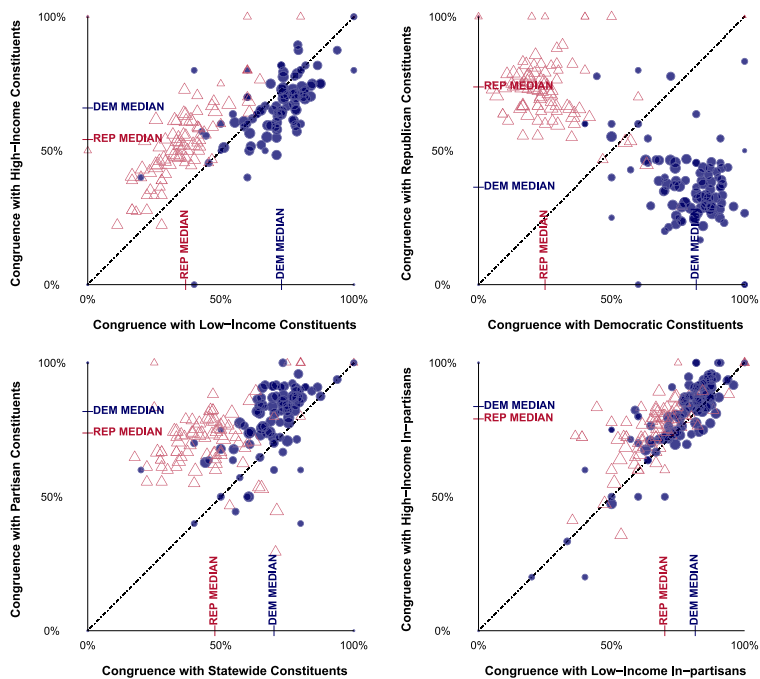 100%
50%
0%
0%
50%
100%
DEM MEDIAN
REP MEDIAN
REP MEDIAN
DEM MEDIAN
Congruence with High−Income Constituents
Congruence with Low−Income Constituents
100%
50%
0%
0%
50%
100%
REP MEDIAN
DEM MEDIAN
REP MEDIAN
DEM MEDIAN
Congruence with Republican Constituents
Congruence with Democratic Constituents
100%
50%
0%
0%
50%
100%
DEM MEDIAN
REP MEDIAN
REP MEDIAN
DEM MEDIAN
Congruence with Partisan Constituents
Congruence with Statewide Constituents
100%
50%
0%
0%
50%
100%
DEM MEDIAN
REP MEDIAN
REP MEDIAN
DEM MEDIAN
Congruence with High−Income In−partisans
Congruence with Low−Income In−partisans